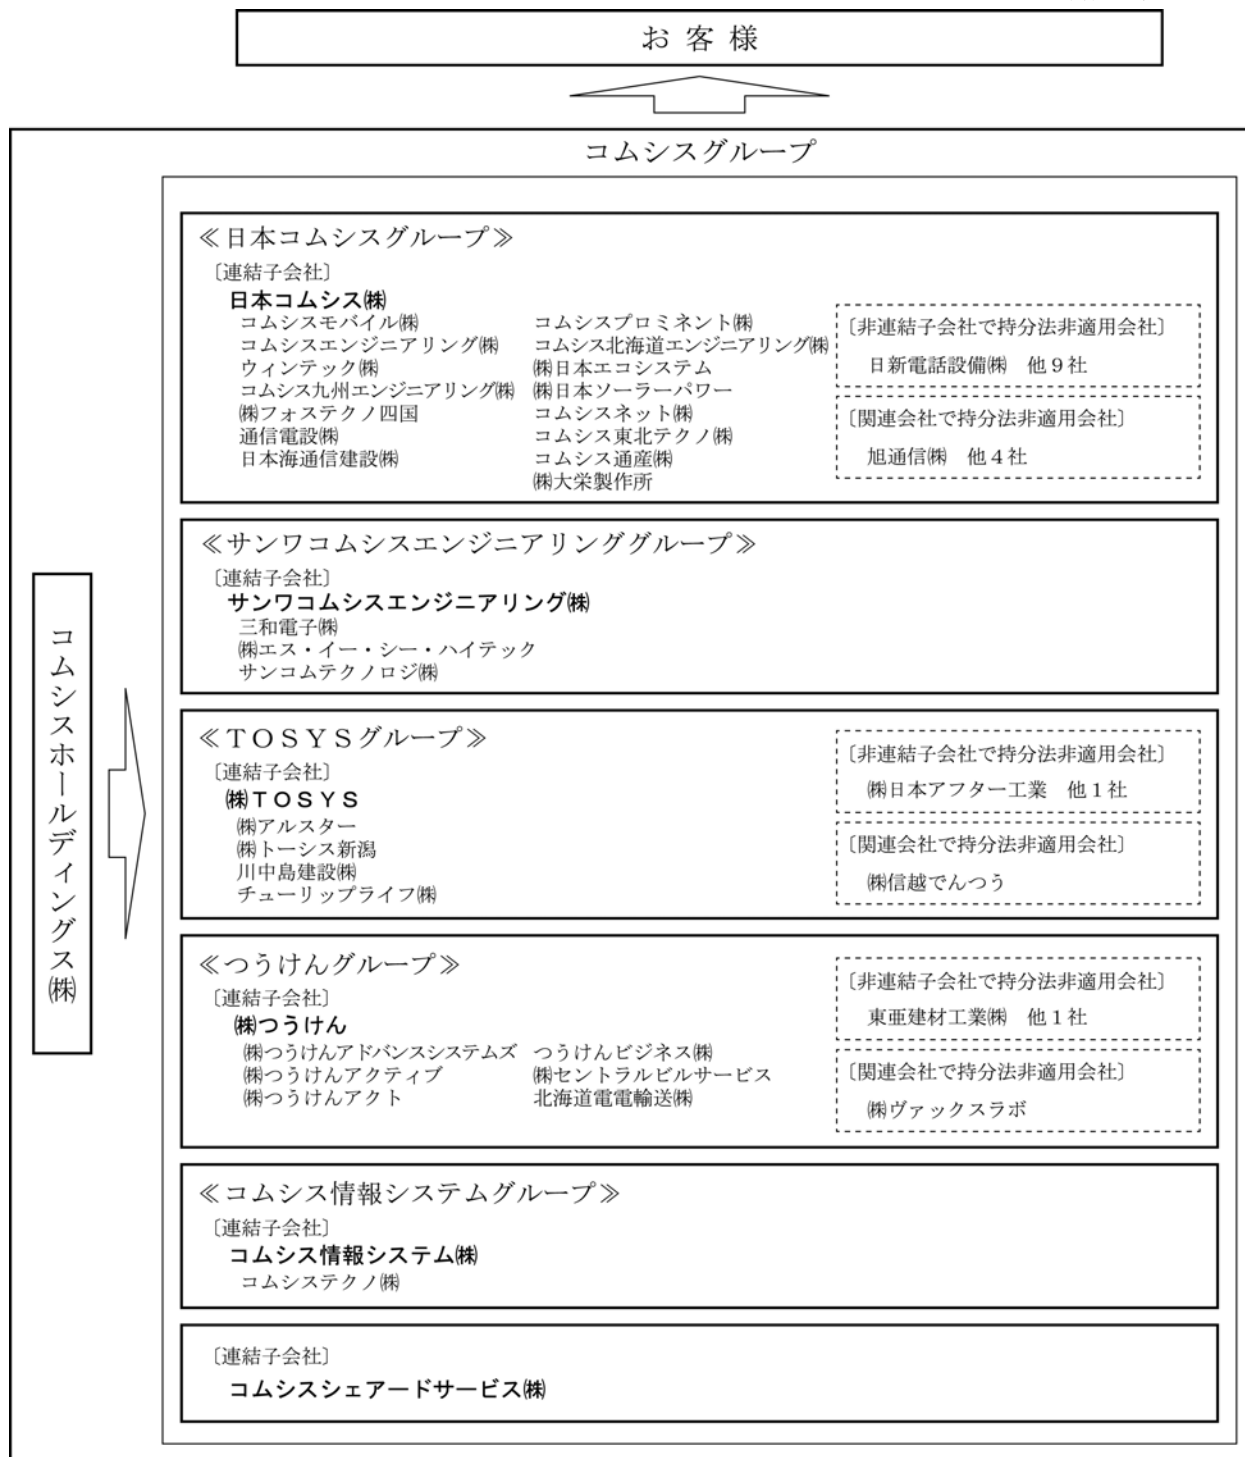 お客様
コムシスグループ
コムシスホールディングス㈱
≪日本コムシスグループ≫
〔連結子会社〕
日本コムシス㈱
コムシスモバイル㈱
コムシスエンジニアリング㈱
ウィンテック㈱
コムシス九州エンジニアリング㈱
㈱フォステクノ四国
通信電設㈱
日本海通信建設㈱
コムシスプロミネント㈱
コムシス北海道エンジニアリング㈱
㈱日本エコシステム
㈱日本ソーラーパワー
コムシスネット㈱
コムシス東北テクノ㈱
コムシス通産㈱
㈱大栄製作所
〔非連結子会社で持分法非適用会社〕
日新電話設備㈱　他９社
〔関連会社で持分法非適用会社〕
旭通信㈱　他４社
≪サンワコムシスエンジニアリンググループ≫
〔連結子会社〕
サンワコムシスエンジニアリング㈱
三和電子㈱
㈱エス・イー・シー・ハイテック
サンコムテクノロジ㈱
≪ＴＯＳＹＳグループ≫
〔連結子会社〕
㈱ＴＯＳＹＳ
㈱アルスター
㈱トーシス新潟
川中島建設㈱
チューリップライフ㈱
〔非連結子会社で持分法非適用会社〕
㈱日本アフター工業　他１社
〔関連会社で持分法非適用会社〕
㈱信越でんつう
≪つうけんグループ≫
〔連結子会社〕
㈱つうけん
㈱つうけんアドバンスシステムズ
㈱つうけんアクティブ
㈱つうけんアクト
つうけんビジネス㈱
㈱セントラルビルサービス
北海道電電輸送㈱
〔非連結子会社で持分法非適用会社〕
東亜建材工業㈱　他１社
〔関連会社で持分法非適用会社〕
㈱ヴァックスラボ
≪コムシス情報システムグループ≫
〔連結子会社〕
コムシス情報システム㈱
コムシステクノ㈱
〔連結子会社〕
コムシスシェアードサービス㈱